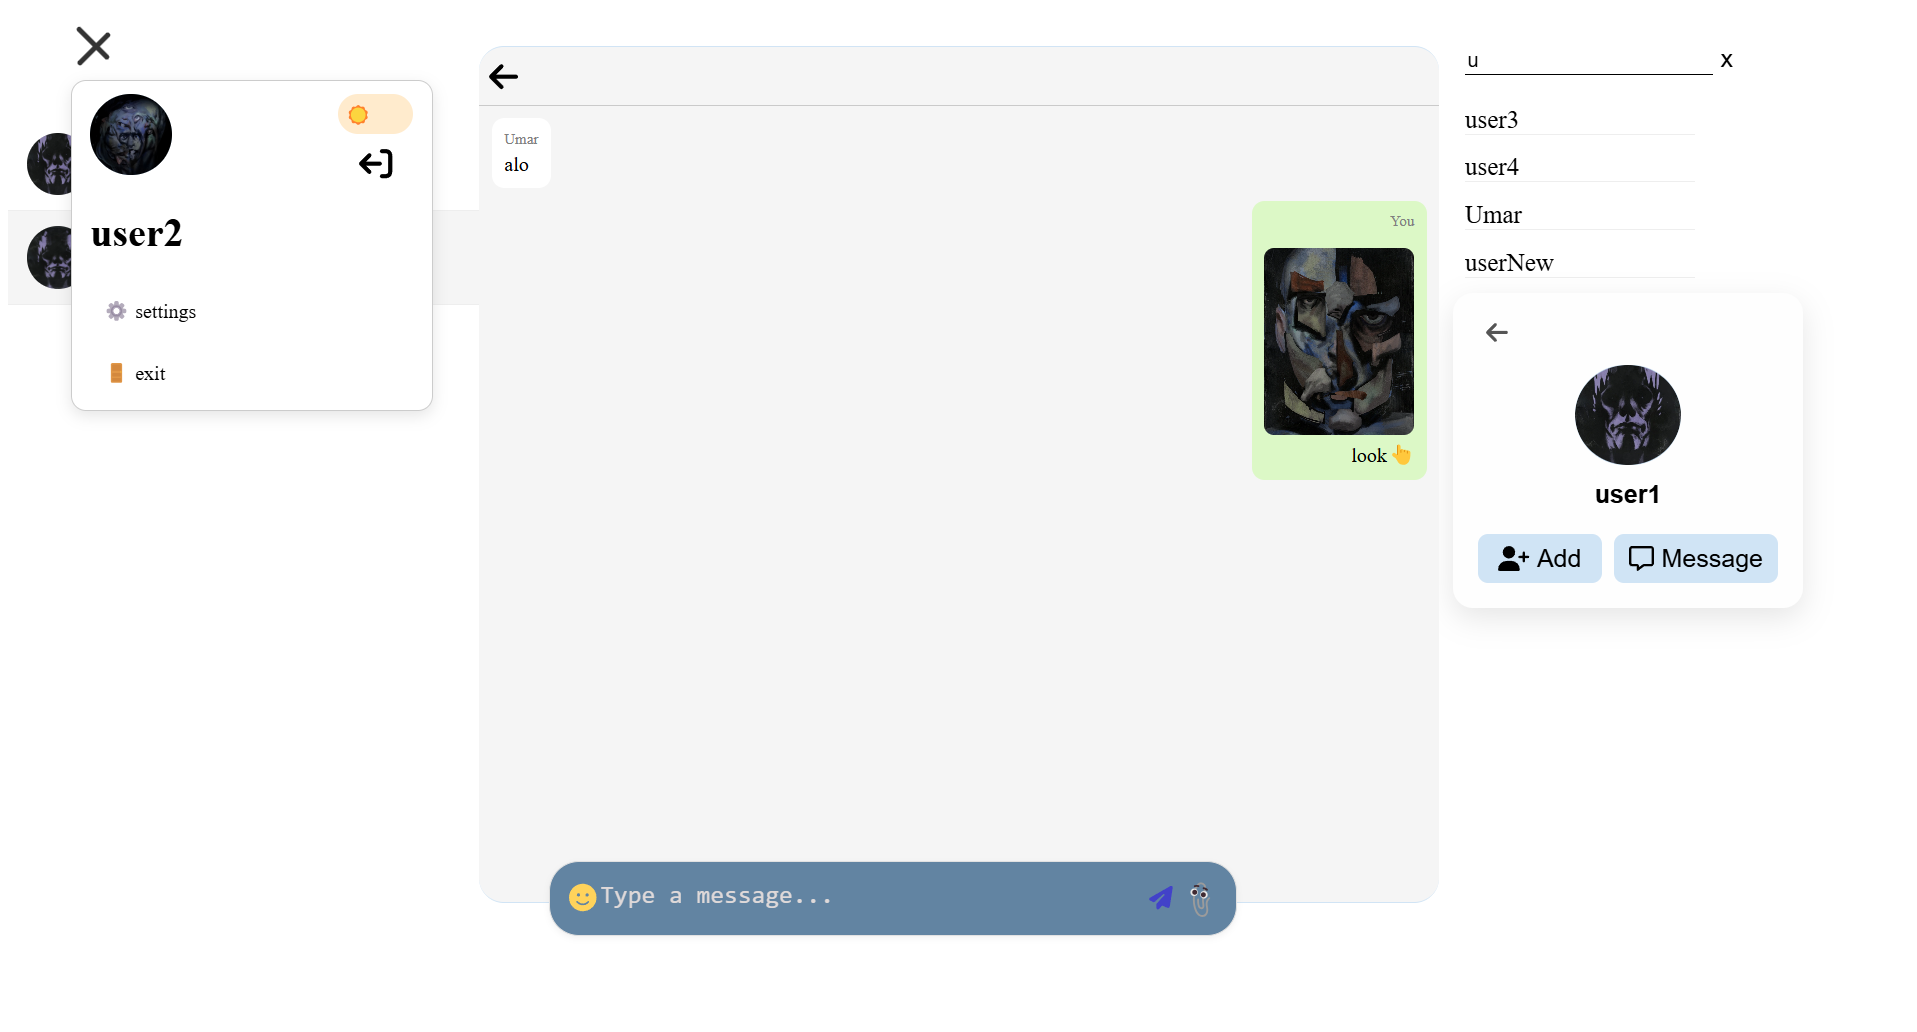 user2
settings
exit
Umar
alo
You
look👆
Type a message...
u x
user3
user4
Umar
userNew
user1
Add
Message